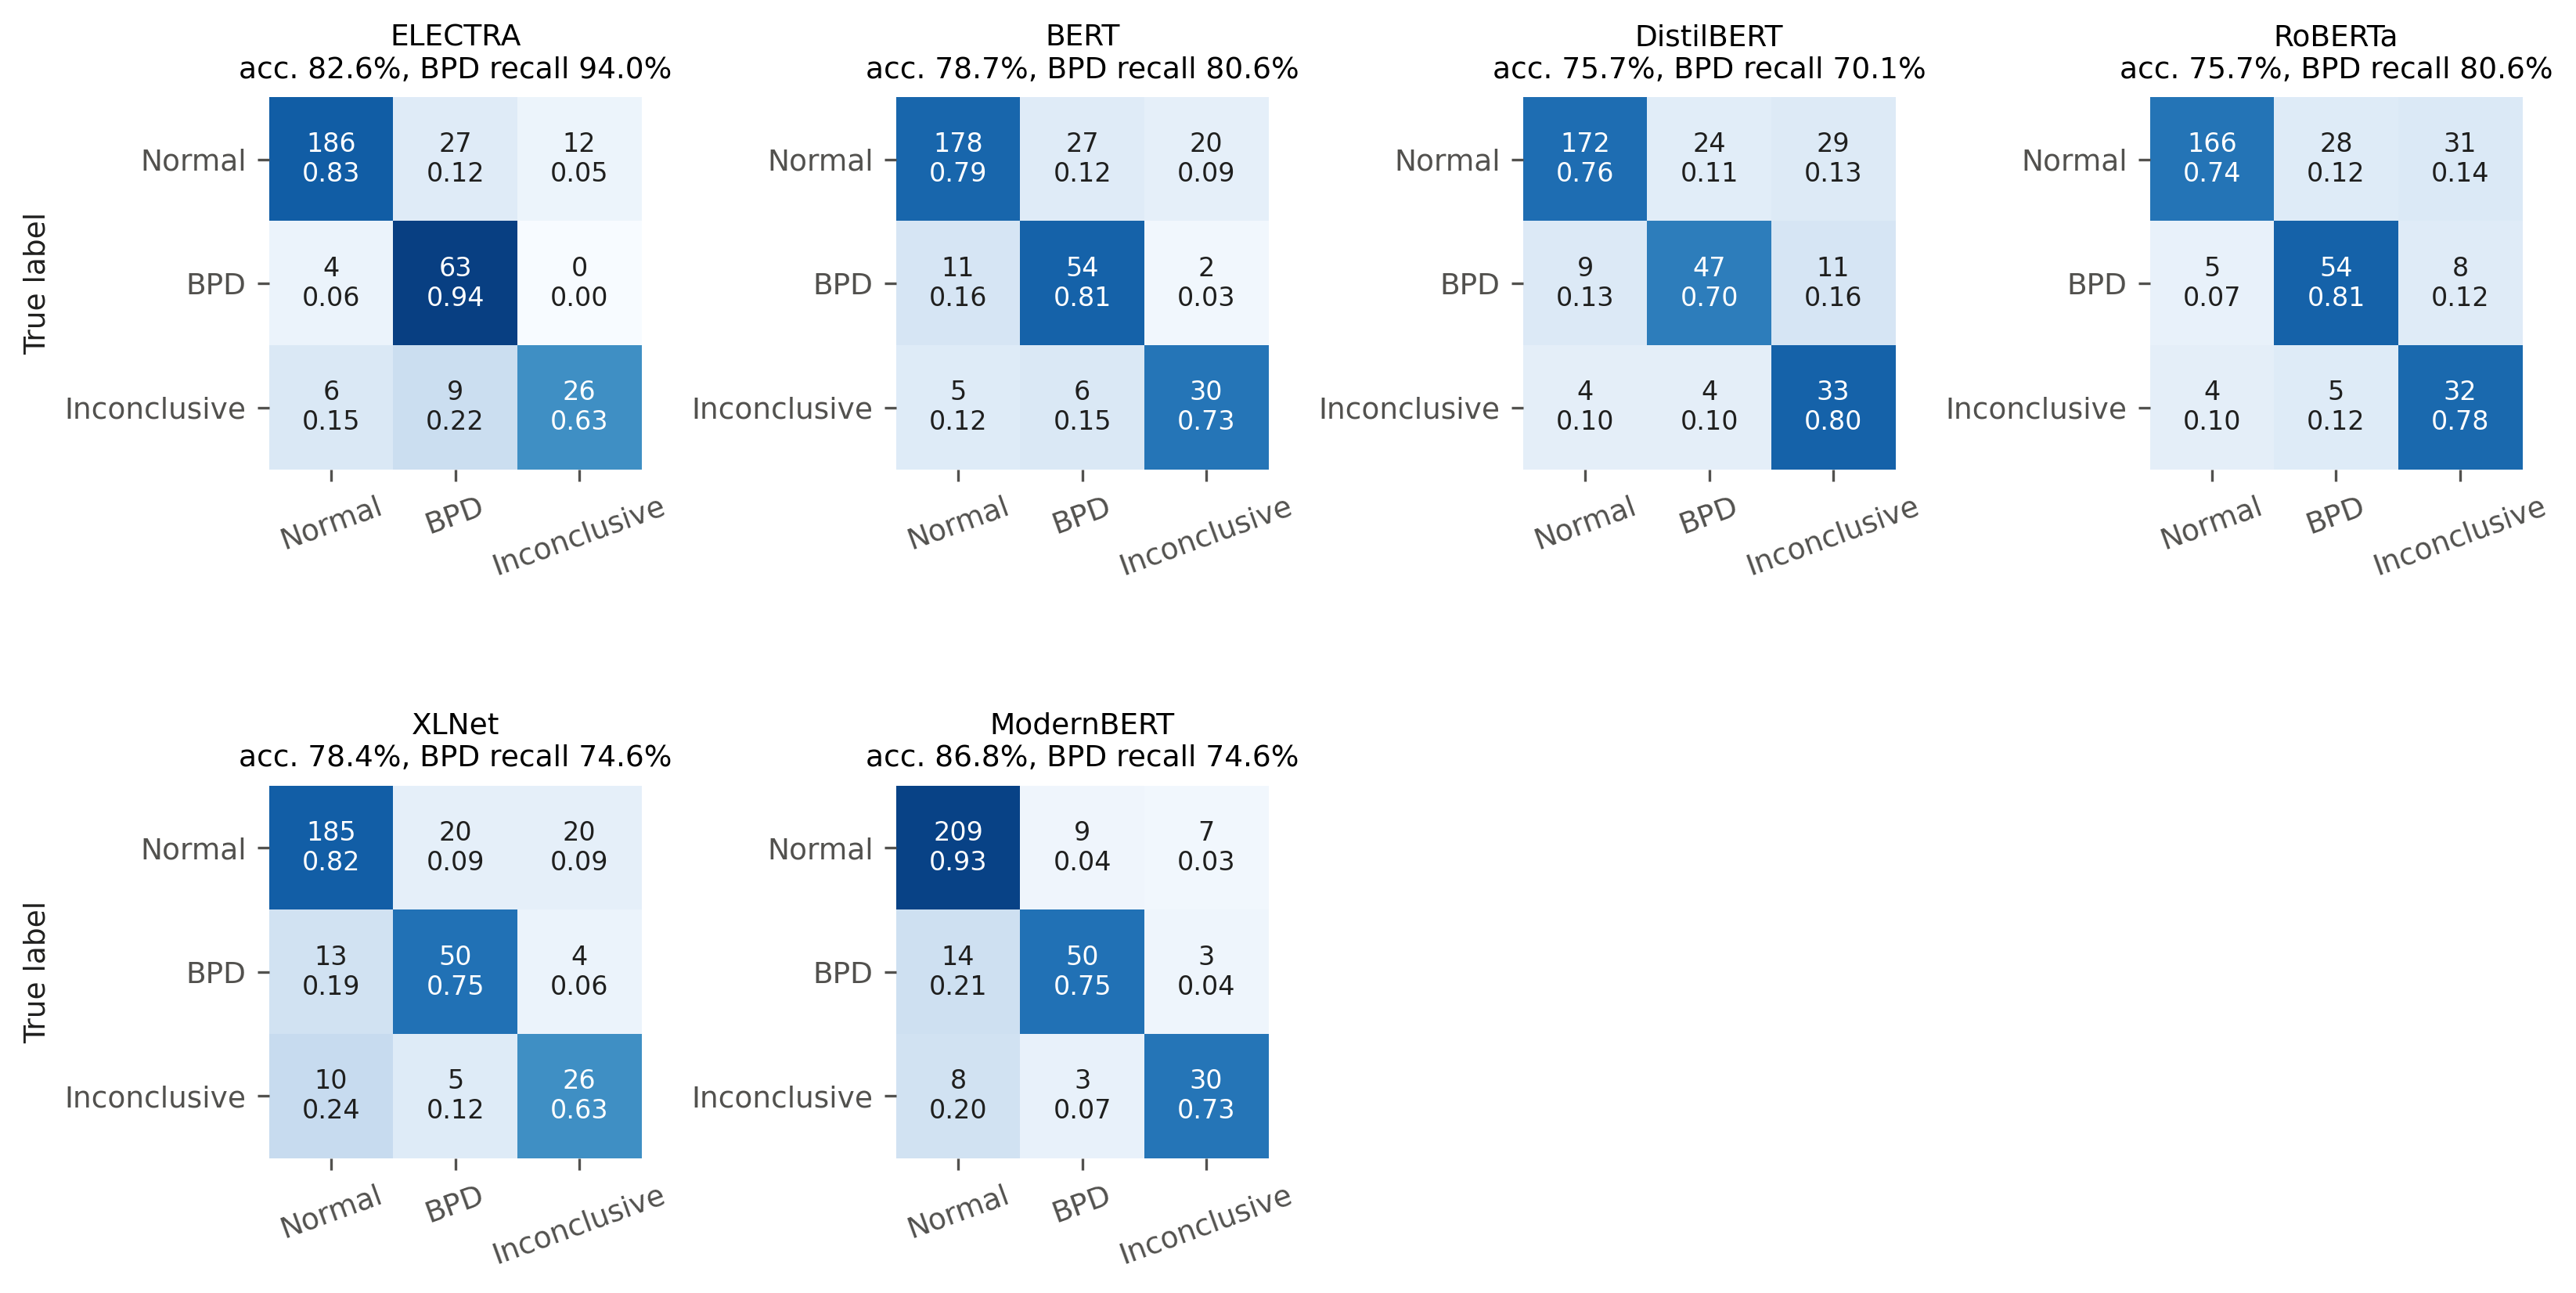 ELECTRA
acc. 82.6%, BPD recall 94.0%
True label
Normal
186 27 12
0.83 0.12 0.05
BPD
4 63 0
0.06 0.94 0.00
Inconclusive
6 9 26
0.15 0.22 0.63
Normal BPD Inconclusive
BERT
acc. 78.7%, BPD recall 80.6%
Normal
178 27 20
0.79 0.12 0.09
BPD
11 54 2
0.16 0.81 0.03
Inconclusive
5 6 30
0.12 0.15 0.73
Normal BPD Inconclusive
DistilBERT
acc. 75.7%, BPD recall 70.1%
Normal
172 24 29
0.76 0.11 0.13
BPD
9 47 11
0.13 0.70 0.16
Inconclusive
4 4 33
0.10 0.10 0.80
Normal BPD Inconclusive
RoBERTa
acc. 75.7%, BPD recall 80.6%
Normal
166 28 31
0.74 0.12 0.14
BPD
5 54 8
0.07 0.81 0.12
Inconclusive
4 5 32
0.10 0.12 0.78
Normal BPD Inconclusive
XLNet
acc. 78.4%, BPD recall 74.6%
True label
Normal
185 20 20
0.82 0.09 0.09
BPD
13 50 4
0.19 0.75 0.06
Inconclusive
10 5 26
0.24 0.12 0.63
Normal BPD Inconclusive
ModernBERT
acc. 86.8%, BPD recall 74.6%
Normal
209 9 7
0.93 0.04 0.03
BPD
14 50 3
0.21 0.75 0.04
Inconclusive
8 3 30
0.20 0.07 0.73
Normal BPD Inconclusive